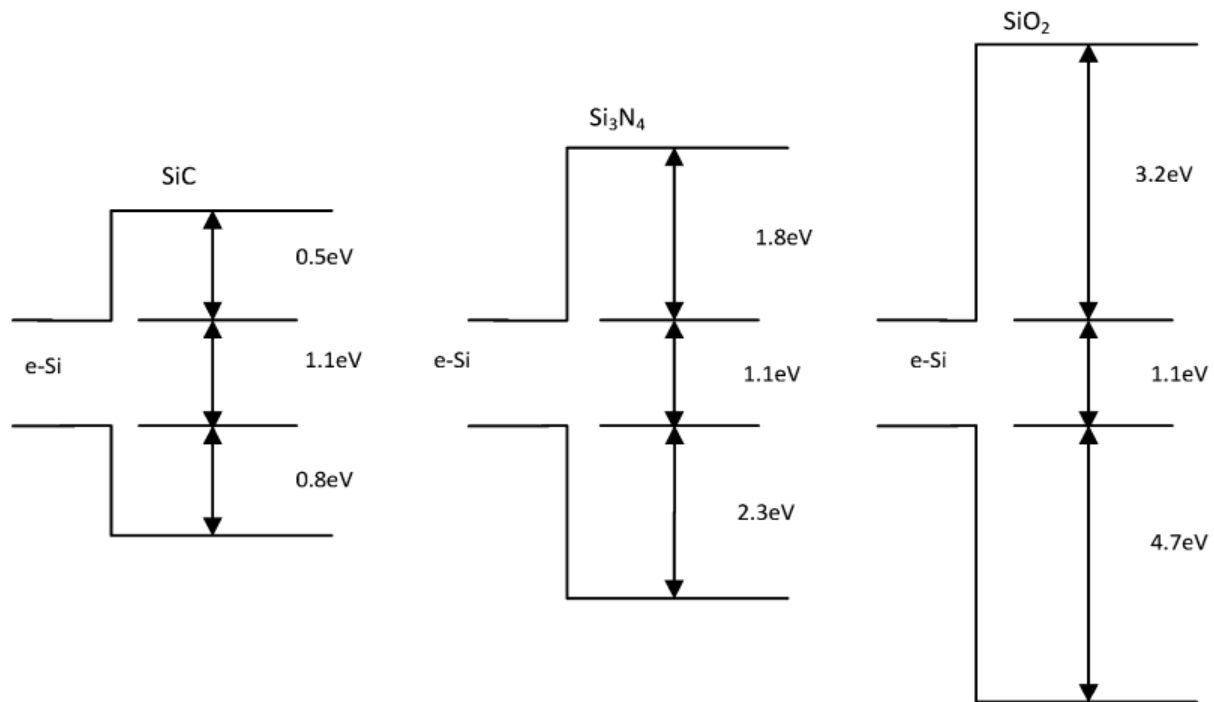 SiC
0.5eV
e-Si
1.1eV
0.8eV
Si₃N₄
1.8eV
e-Si
1.1eV
2.3eV
SiO₂
3.2eV
e-Si
1.1eV
4.7eV